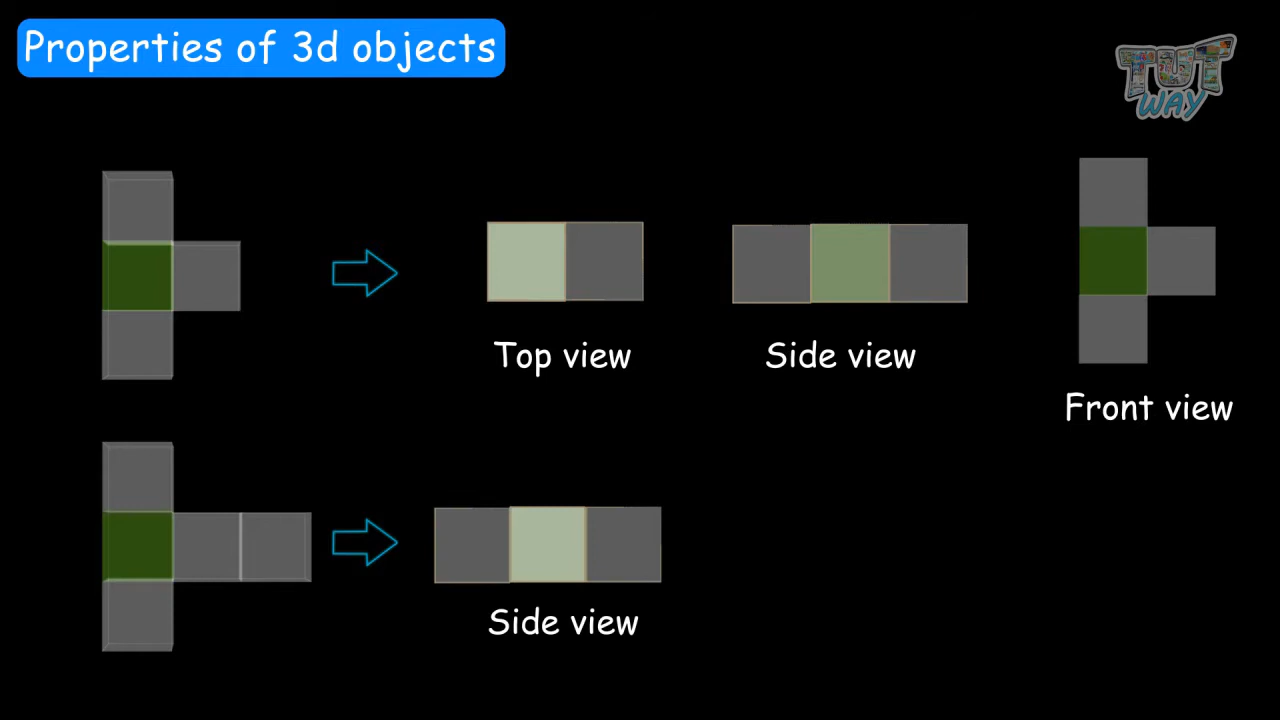 Properties of 3d objects
TUT
WAY
Top view
Side view
Front view
Side view